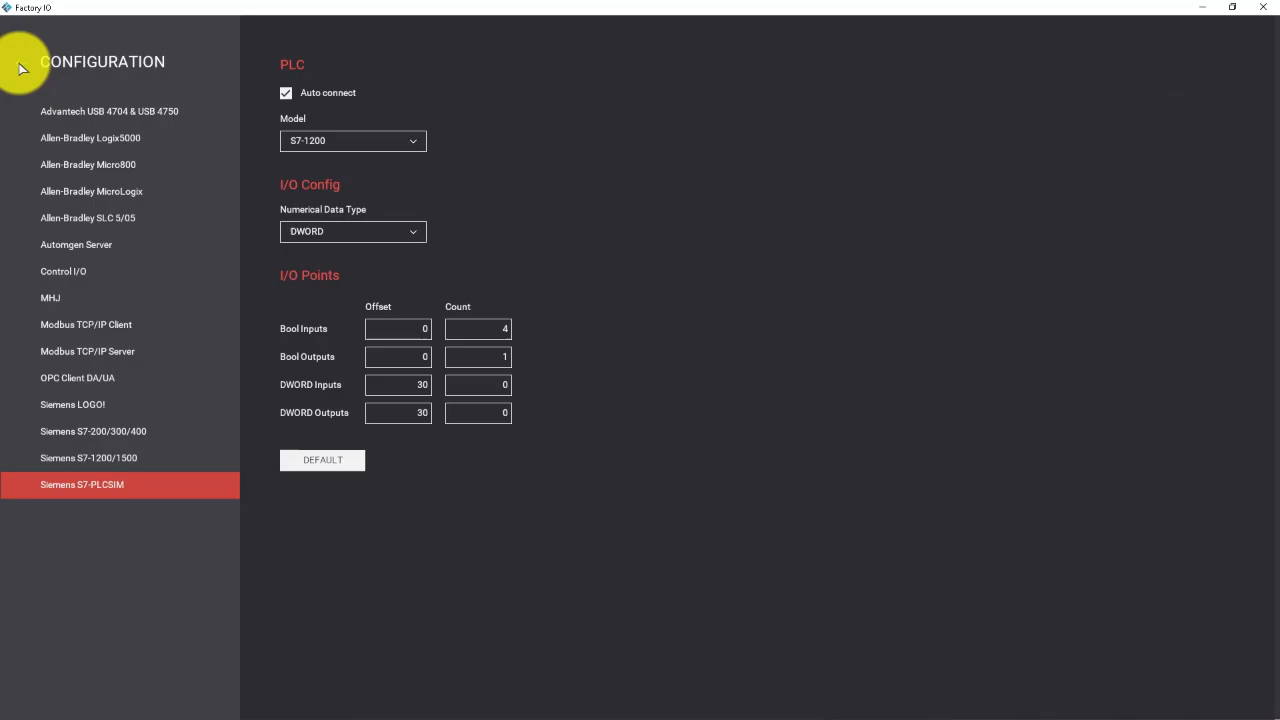 Factory IO
CONFIGURATION
Advantech USB 4704 & USB 4750
Allen-Bradley Logix5000
Allen-Bradley Micro800
Allen-Bradley MicroLogix
Allen-Bradley SLC 5/05
Automgen Server
Control I/O
MHJ
Modbus TCP/IP Client
Modbus TCP/IP Server
OPC Client DA/UA
Siemens LOGO!
Siemens S7-200/300/400
Siemens S7-1200/1500
Siemens S7-PLCSIM
PLC
Auto connect
Model
S7-1200
I/O Config
Numerical Data Type
DWORD
I/O Points
Offset Count
Bool Inputs 0 4
Bool Outputs 0 1
DWORD Inputs 30 0
DWORD Outputs 30 0
DEFAULT